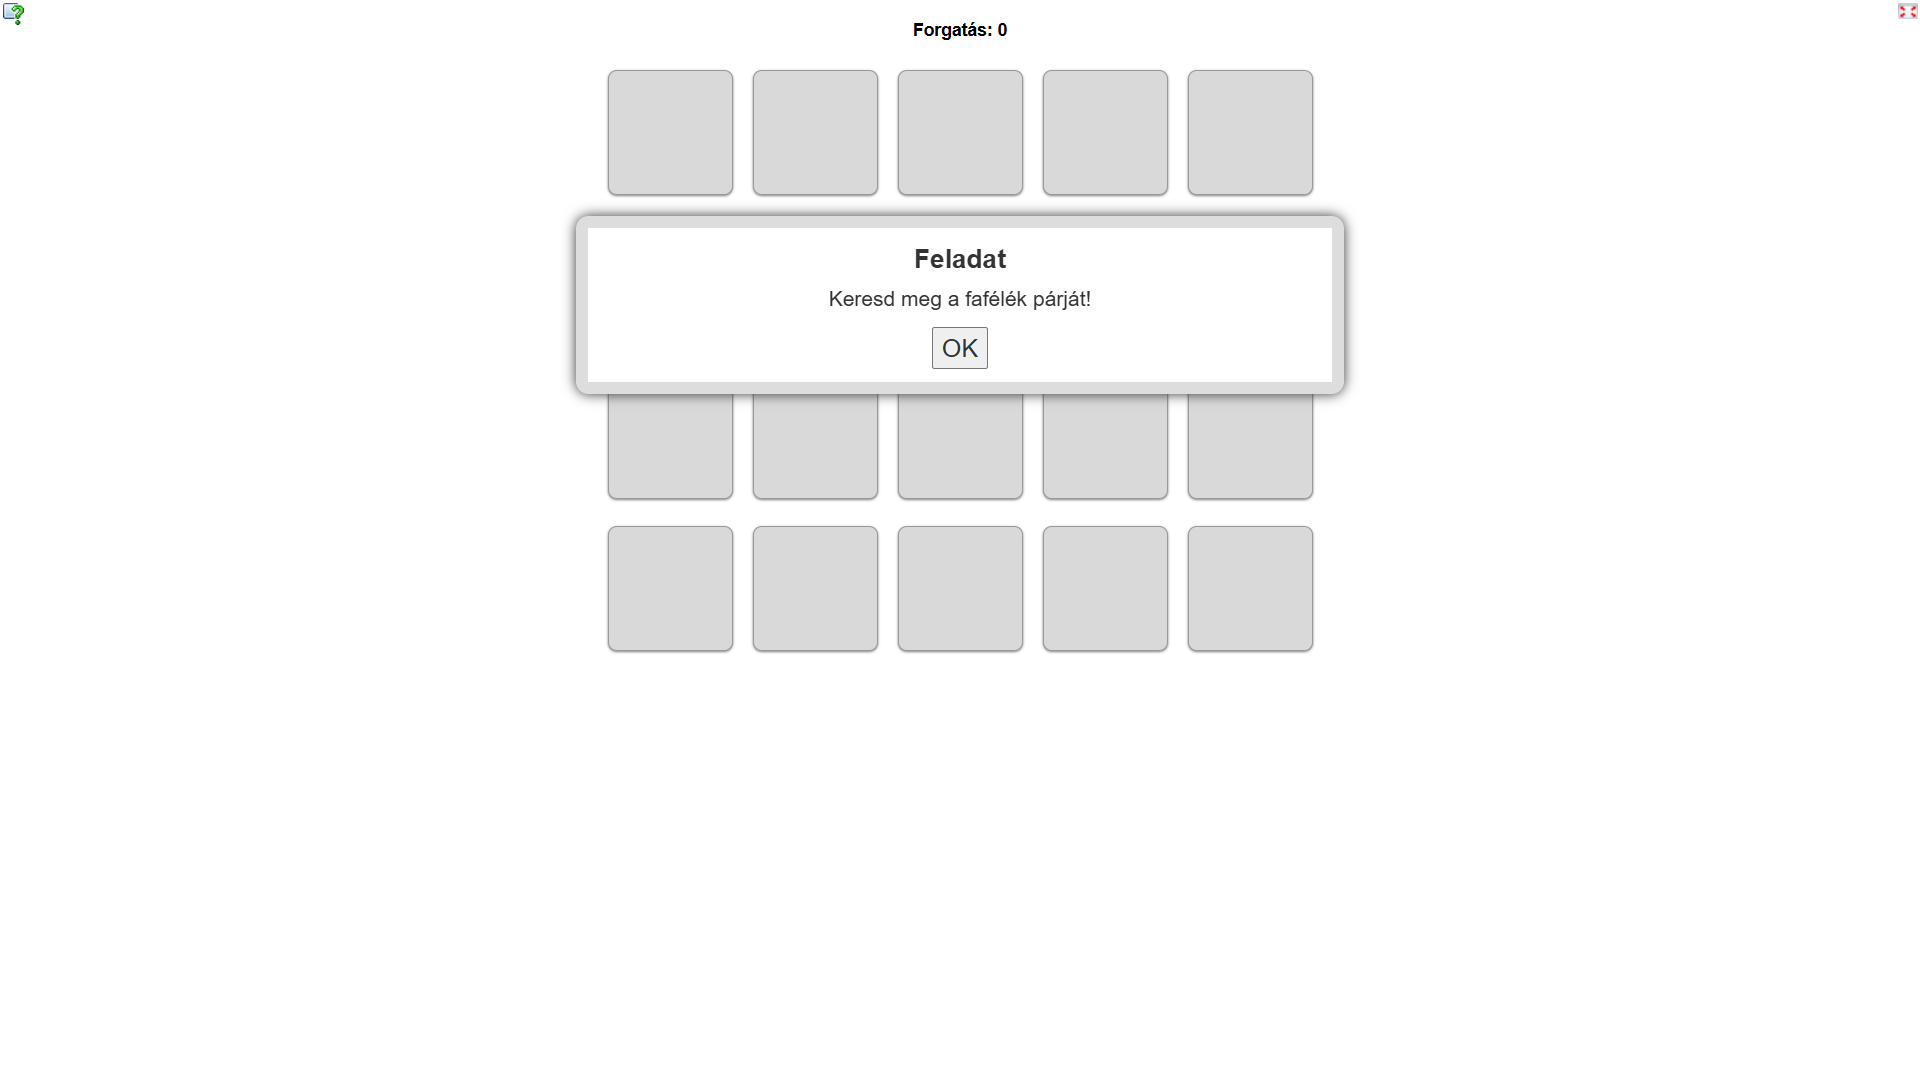 Forgatás: 0
Feladat
Keresd meg a fafélék párját!
OK